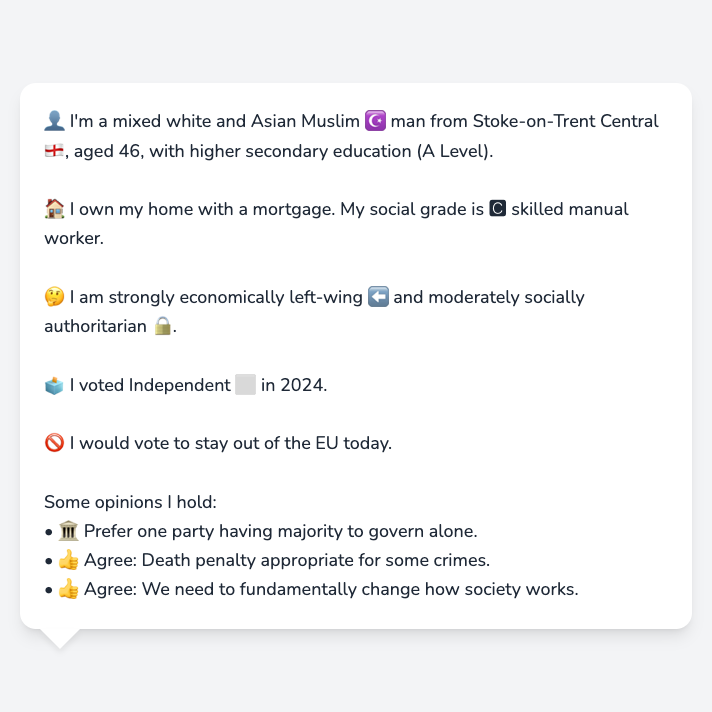 👤 I'm a mixed white and Asian Muslim ☪️ man from Stoke-on-Trent Central
🏴󠁧󠁢󠁥󠁮󠁧󠁿, aged 46, with higher secondary education (A Level).
🏠 I own my home with a mortgage. My social grade is 🅲 skilled manual
worker.
🤔 I am strongly economically left-wing ⬅️ and moderately socially
authoritarian 🔒.
🗳️ I voted Independent ⬜ in 2024.
🚫 I would vote to stay out of the EU today.
Some opinions I hold:
• 🏛️ Prefer one party having majority to govern alone.
• 👍 Agree: Death penalty appropriate for some crimes.
• 👍 Agree: We need to fundamentally change how society works.